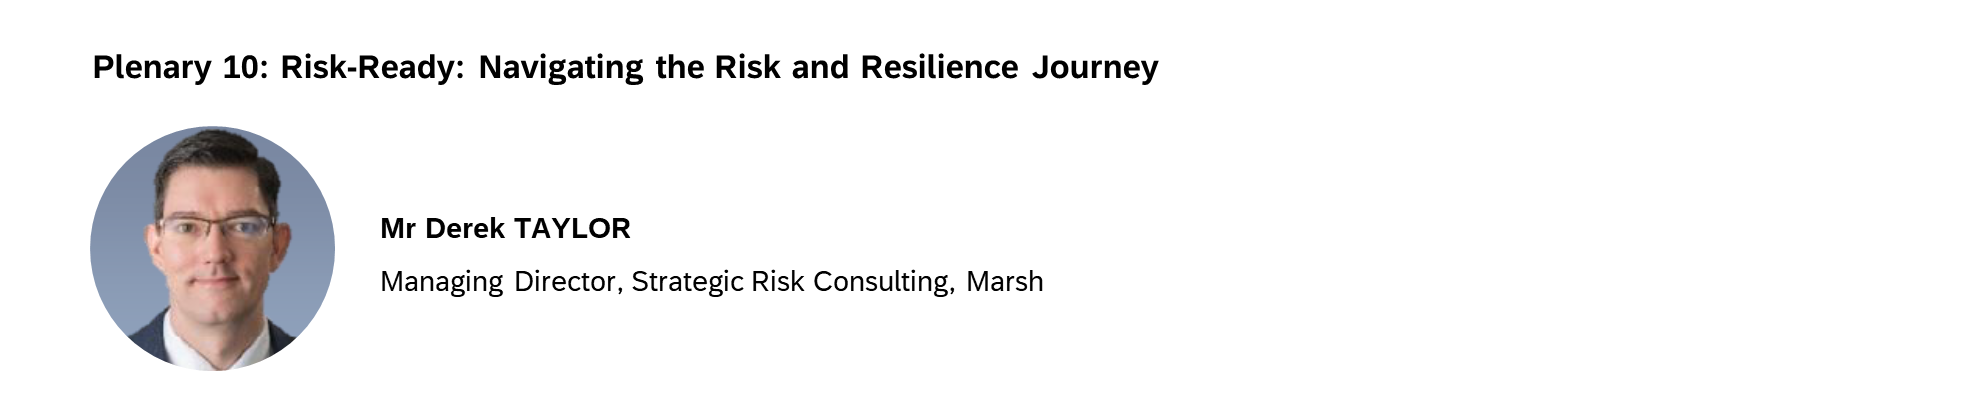 Plenary 10: Risk-Ready: Navigating the Risk and Resilience Journey
Mr Derek TAYLOR
Managing Director, Strategic Risk Consulting, Marsh